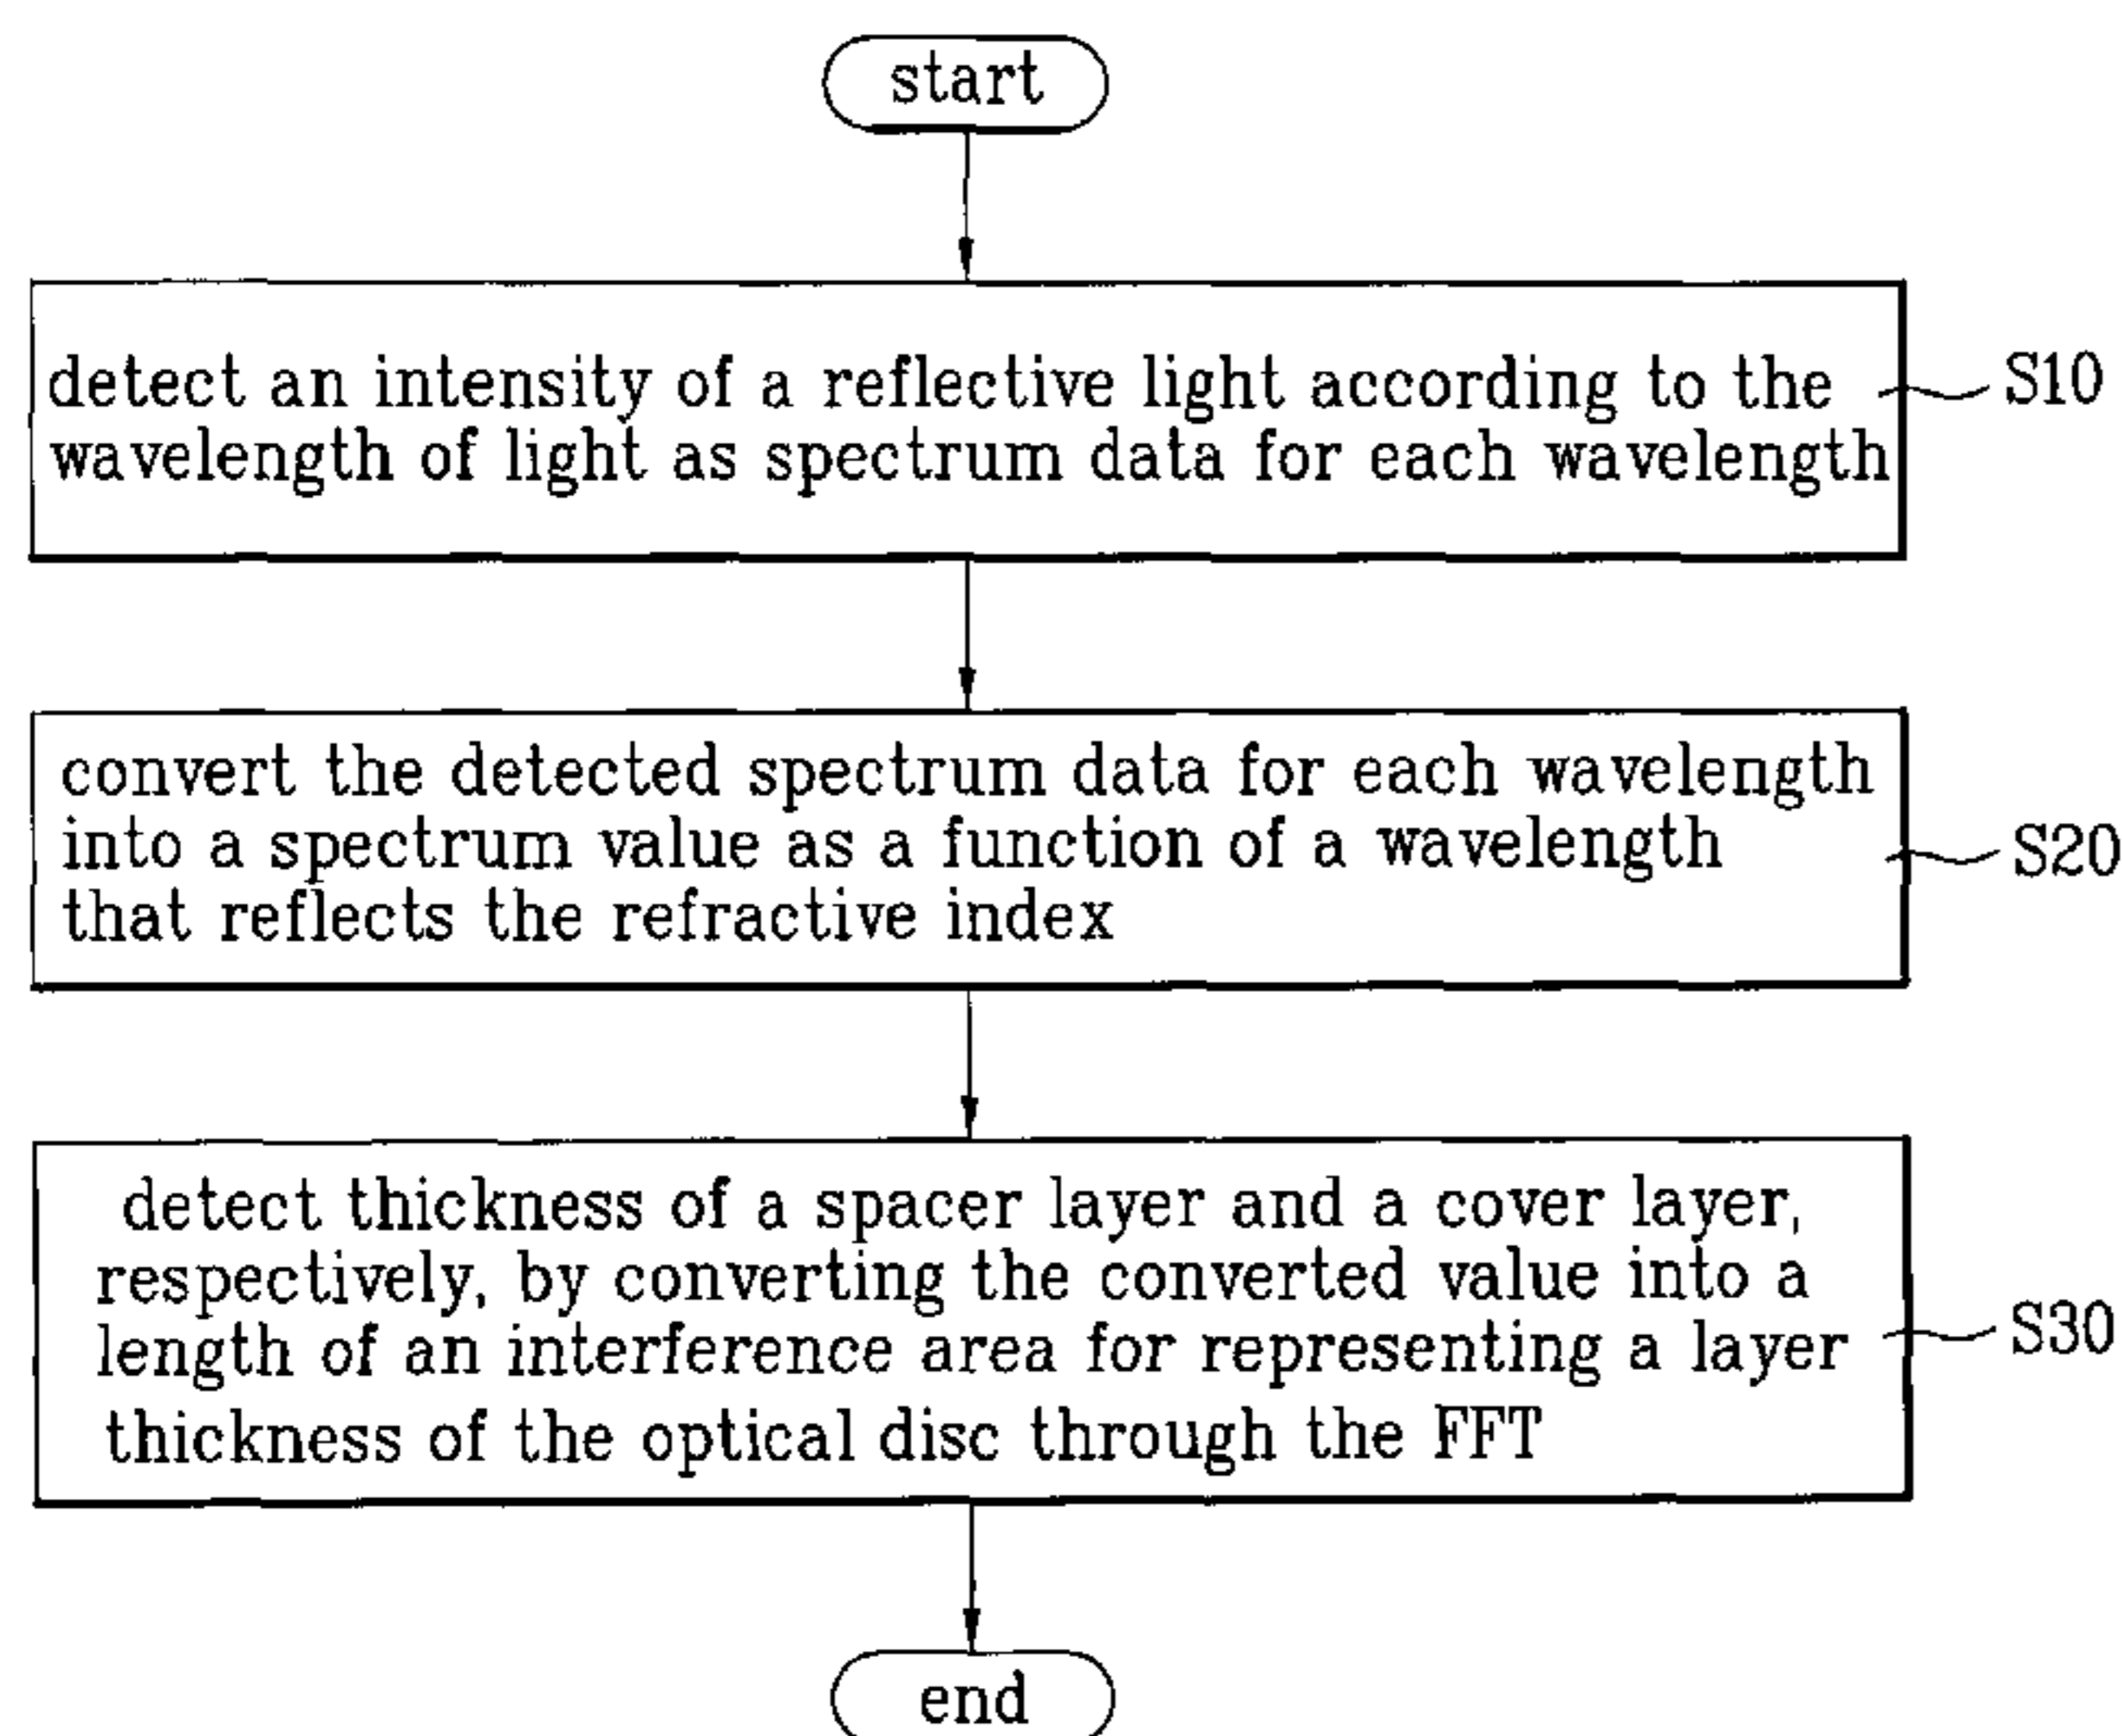 start
detect an intensity of a reflective light according to the
wavelength of light as spectrum data for each wavelength
S10
convert the detected spectrum data for each wavelength
into a spectrum value as a function of a wavelength
that reflects the refractive index
S20
detect thickness of a spacer layer and a cover layer,
respectively, by converting the converted value into a
length of an interference area for representing a layer
thickness of the optical disc through the FFT
S30
end